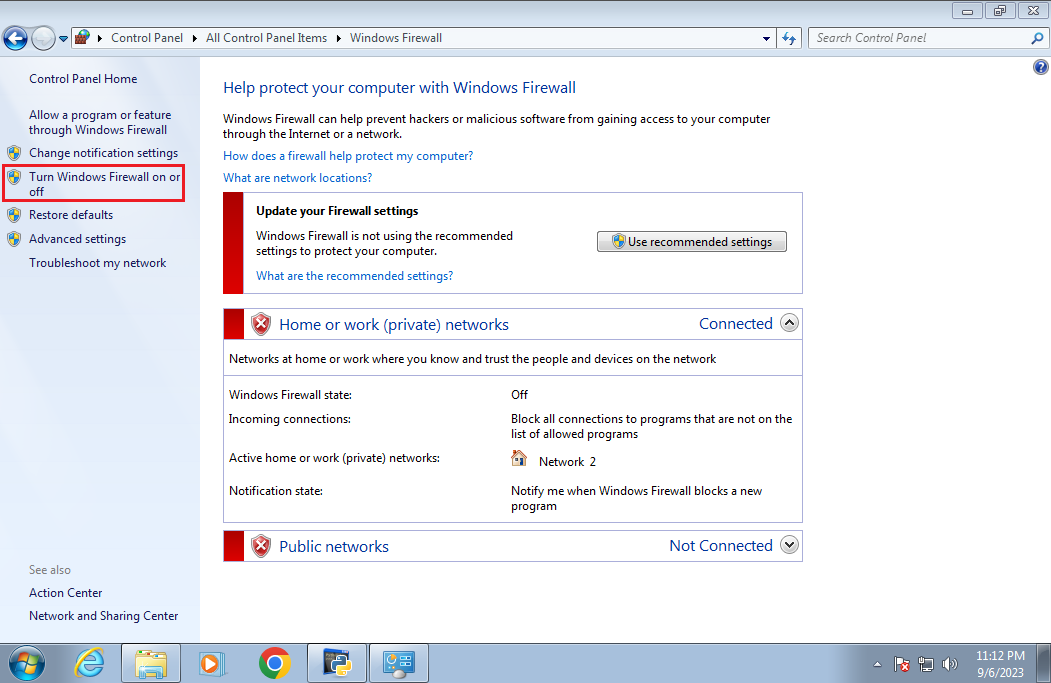 Control Panel ▸ All Control Panel Items ▸ Windows Firewall
Search Control Panel
Control Panel Home
Allow a program or feature
through Windows Firewall
Change notification settings
Turn Windows Firewall on or
off
Restore defaults
Advanced settings
Troubleshoot my network
See also
Action Center
Network and Sharing Center
Help protect your computer with Windows Firewall
Windows Firewall can help prevent hackers or malicious software from gaining access to your computer
through the Internet or a network.
How does a firewall help protect my computer?
What are network locations?
Update your Firewall settings
Windows Firewall is not using the recommended
settings to protect your computer.
Use recommended settings
What are the recommended settings?
Home or work (private) networks Connected
Networks at home or work where you know and trust the people and devices on the network
Windows Firewall state: Off
Incoming connections: Block all connections to programs that are not on the
list of allowed programs
Active home or work (private) networks: Network 2
Notification state: Notify me when Windows Firewall blocks a new
program
Public networks Not Connected
11:12 PM
9/6/2023